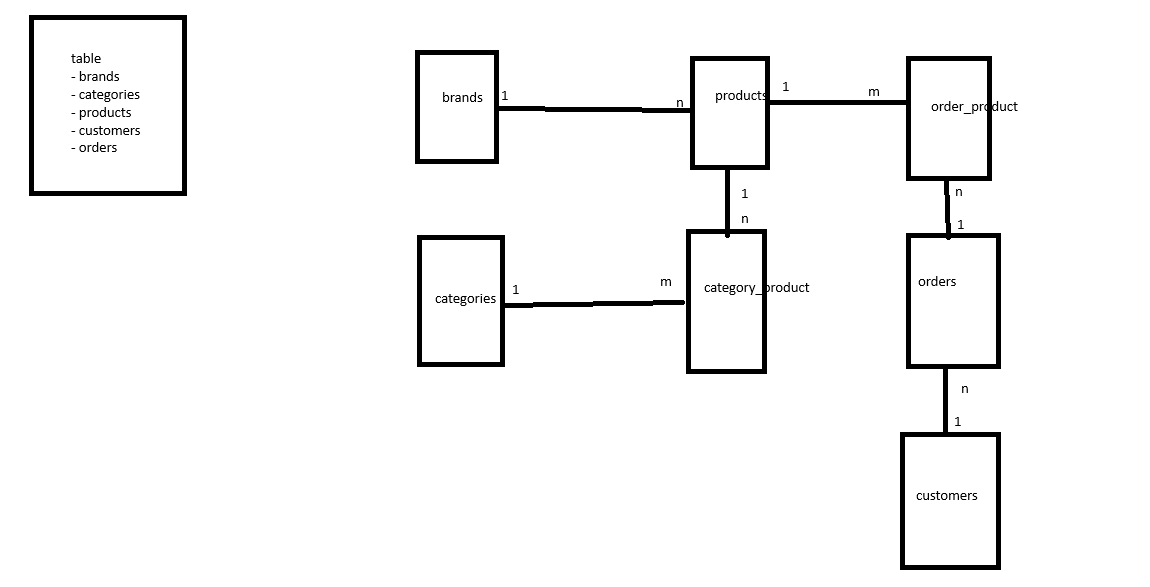 table
- brands
- categories
- products
- customers
- orders
brands
1
n
products
1
m
order_product
1
n
n
1
categories
1
m
category_product
orders
n
1
customers